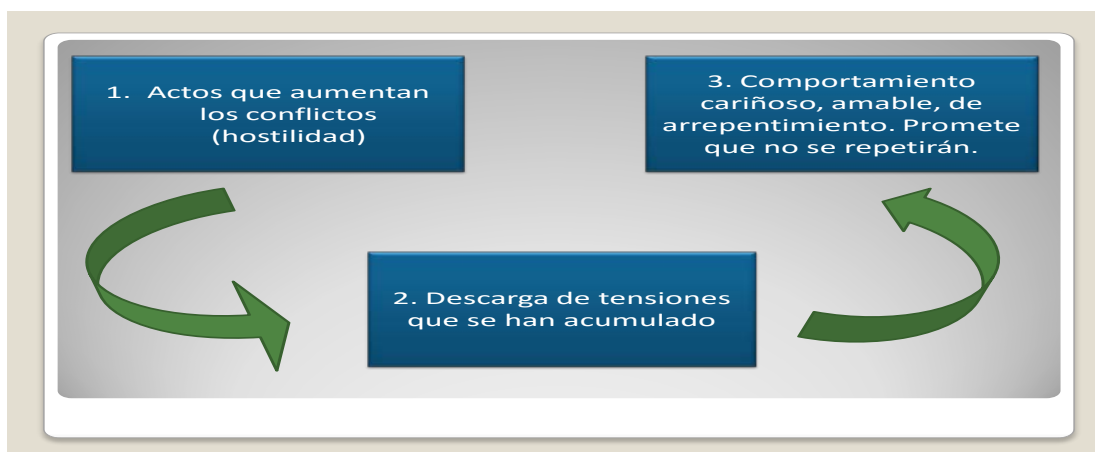 1. Actos que aumentan
los conflictos
(hostilidad)
3. Comportamiento
cariñoso, amable, de
arrepentimiento. Promete
que no se repetirán.
2. Descarga de tensiones
que se han acumulado